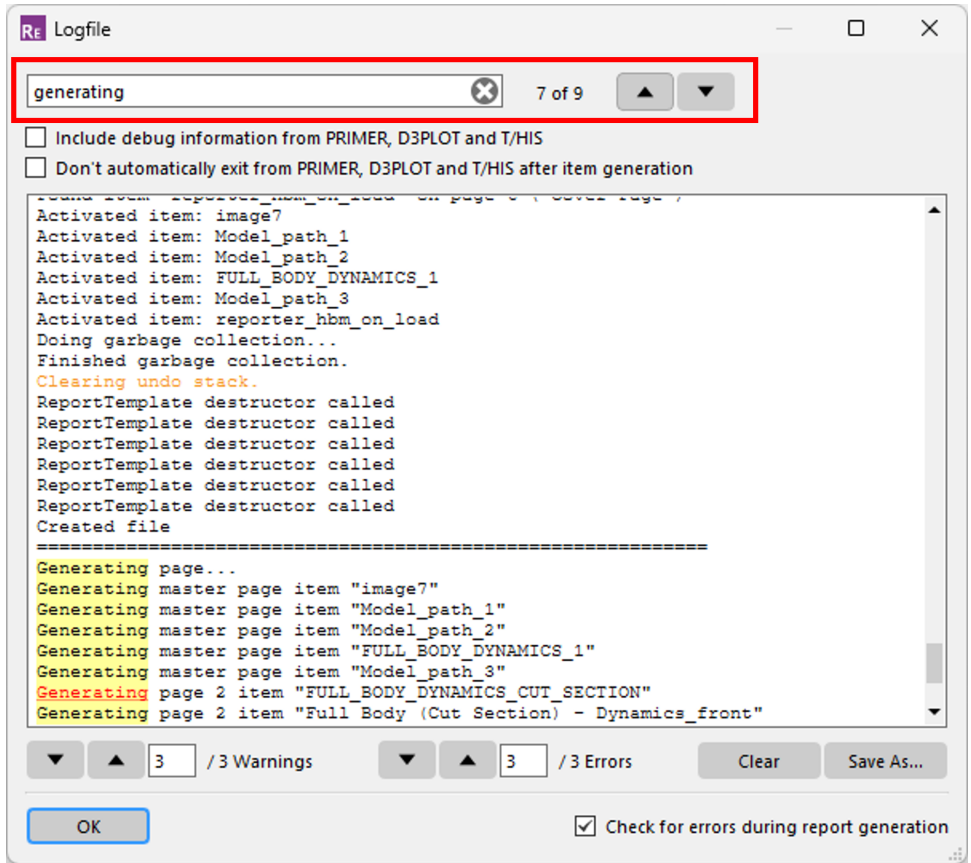 RE Logfile
generating 7 of 9
Include debug information from PRIMER, D3PLOT and T/HIS
Don't automatically exit from PRIMER, D3PLOT and T/HIS after item generation
Activated item: image7
Activated item: Model_path_1
Activated item: Model_path_2
Activated item: FULL_BODY_DYNAMICS_1
Activated item: Model_path_3
Activated item: reporter_hbm_on_load
Doing garbage collection...
Finished garbage collection.
Clearing undo stack.
ReportTemplate destructor called
ReportTemplate destructor called
ReportTemplate destructor called
ReportTemplate destructor called
ReportTemplate destructor called
ReportTemplate destructor called
Created file
============================================================
Generating page...
Generating master page item "image7"
Generating master page item "Model_path_1"
Generating master page item "Model_path_2"
Generating master page item "FULL_BODY_DYNAMICS_1"
Generating master page item "Model_path_3"
Generating page 2 item "FULL_BODY_DYNAMICS_CUT_SECTION"
Generating page 2 item "Full Body (Cut Section) - Dynamics_front"
3 / 3 Warnings 3 / 3 Errors Clear Save As...
OK Check for errors during report generation